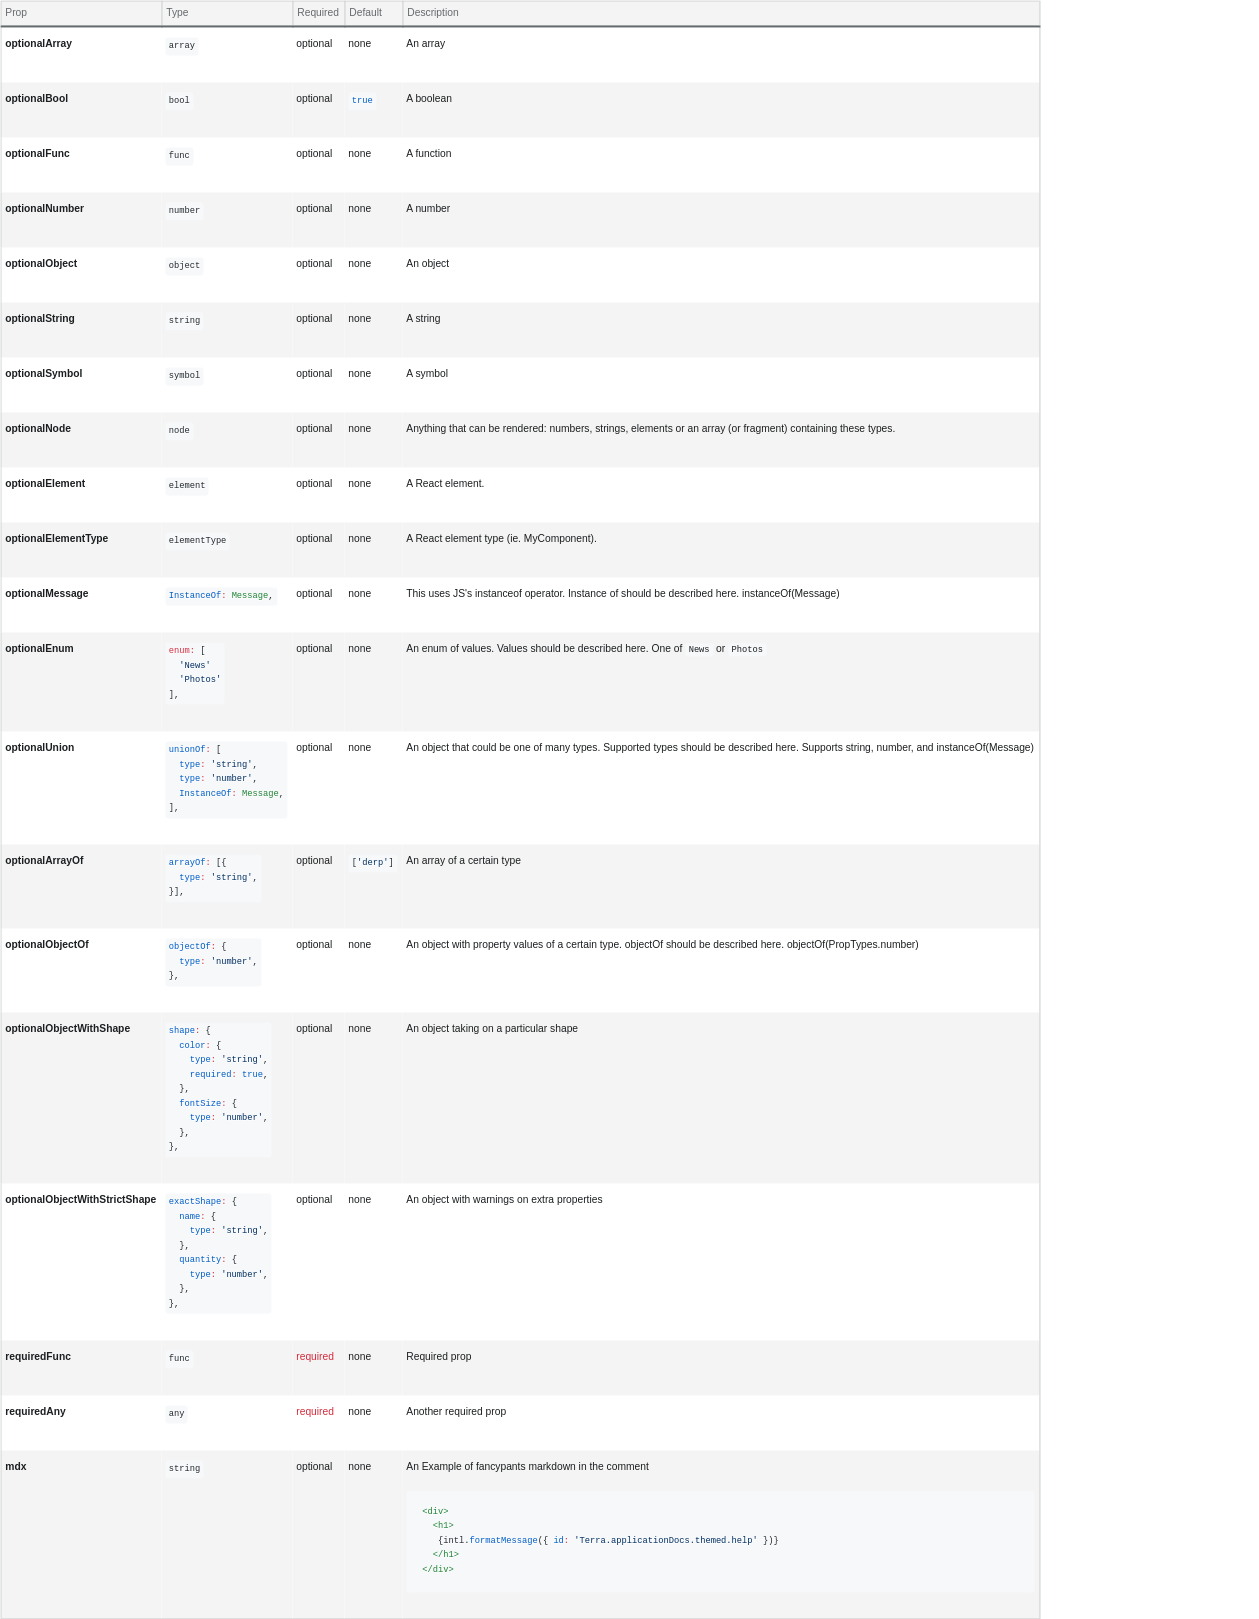 Prop Type Required Default Description
optionalArray array optional none An array
optionalBool bool optional true A boolean
optionalFunc func optional none A function
optionalNumber number optional none A number
optionalObject object optional none An object
optionalString string optional none A string
optionalSymbol symbol optional none A symbol
optionalNode node optional none Anything that can be rendered: numbers, strings, elements or an array (or fragment) containing these types.
optionalElement element optional none A React element.
optionalElementType elementType optional none A React element type (ie. MyComponent).
optionalMessage InstanceOf: Message, optional none This uses JS's instanceof operator. Instance of should be described here. instanceOf(Message)
optionalEnum enum: [ optional none An enum of values. Values should be described here. One of News or Photos
'News'
'Photos'
],
optionalUnion unionOf: [ optional none An object that could be one of many types. Supported types should be described here. Supports string, number, and instanceOf(Message)
type: 'string',
type: 'number',
InstanceOf: Message,
],
optionalArrayOf arrayOf: [{ optional ['derp'] An array of a certain type
type: 'string',
}],
optionalObjectOf objectOf: { optional none An object with property values of a certain type. objectOf should be described here. objectOf(PropTypes.number)
type: 'number',
},
optionalObjectWithShape shape: { optional none An object taking on a particular shape
color: {
type: 'string',
required: true,
},
fontSize: {
type: 'number',
},
},
optionalObjectWithStrictShape exactShape: { optional none An object with warnings on extra properties
name: {
type: 'string',
},
quantity: {
type: 'number',
},
},
requiredFunc func required none Required prop
requiredAny any required none Another required prop
mdx string optional none An Example of fancypants markdown in the comment
<div>
<h1>
{intl.formatMessage({ id: 'Terra.applicationDocs.themed.help' })}
</h1>
</div>